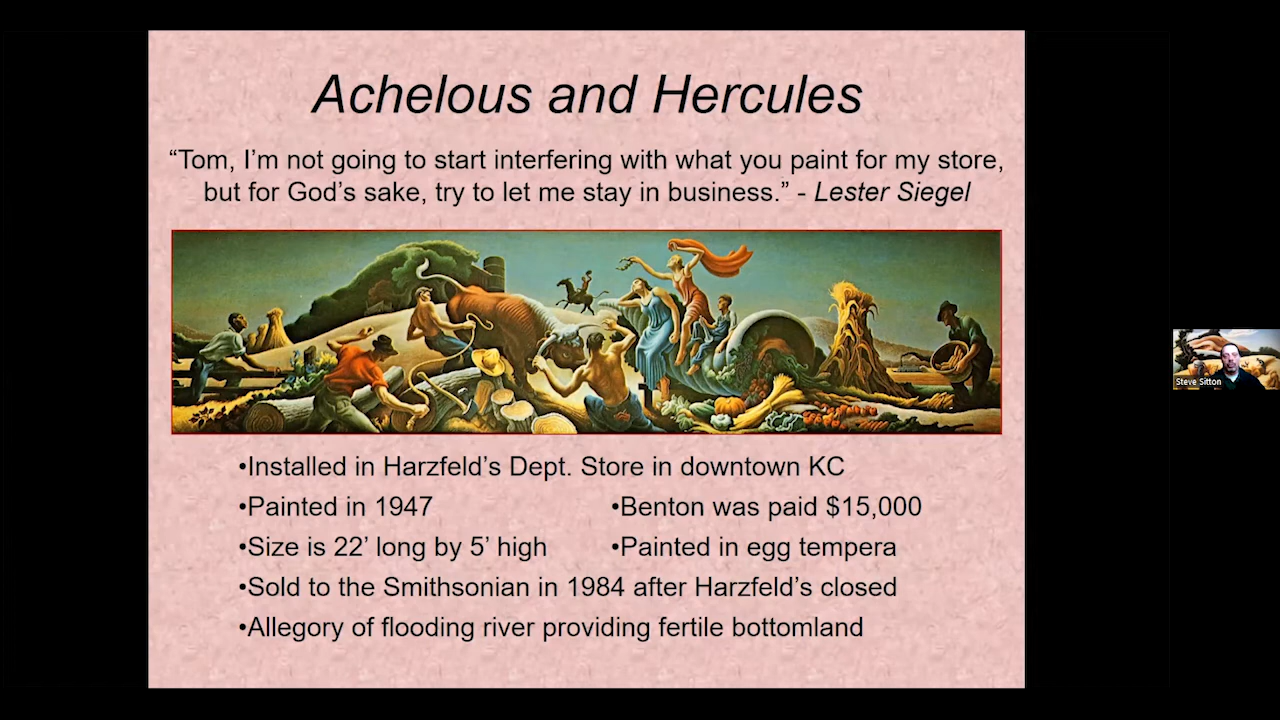 Achelous and Hercules
“Tom, I’m not going to start interfering with what you paint for my store,
but for God’s sake, try to let me stay in business.” - Lester Siegel
•Installed in Harzfeld’s Dept. Store in downtown KC
•Painted in 1947
•Benton was paid $15,000
•Size is 22’ long by 5’ high
•Painted in egg tempera
•Sold to the Smithsonian in 1984 after Harzfeld’s closed
•Allegory of flooding river providing fertile bottomland
Steve Sitton